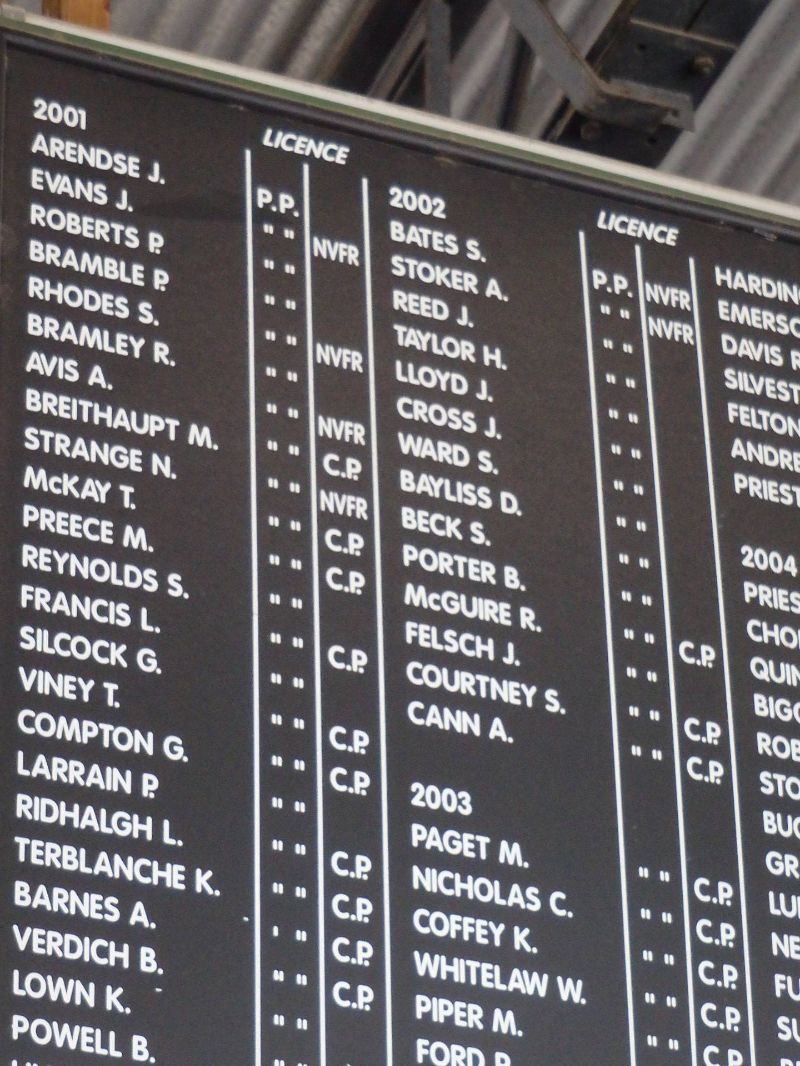 2001 LICENCE
ARENDSE J. P.P.
EVANS J. " " NVFR
ROBERTS P. " "
BRAMBLE P. " "
RHODES S. " " NVFR
BRAMLEY R. " "
AVIS A. " " NVFR
BREITHAUPT M. " " C.P.
STRANGE N. " " NVFR
McKAY T. " " C.P.
PREECE M. " " C.P.
REYNOLDS S. " "
FRANCIS L. " " C.P.
SILCOCK G. " "
VINEY T. " " C.P.
COMPTON G. " " C.P.
LARRAIN P. " "
RIDHALGH L. " " C.P.
TERBLANCHE K. " " C.P.
BARNES A. ' " C.P.
VERDICH B. " " C.P.
LOWN K. " "
POWELL B. " "
2002 LICENCE
BATES S. P.P. NVFR
STOKER A. " " NVFR
REED J. " "
TAYLOR H. " "
LLOYD J. " "
CROSS J. " "
WARD S. " "
BAYLISS D. " "
BECK S. " "
PORTER B. " "
McGUIRE R. " " C.P.
FELSCH J. " "
COURTNEY S. " " C.P.
CANN A. " " C.P.
2003
PAGET M. " " C.P.
NICHOLAS C. " " C.P.
COFFEY K. " " C.P.
WHITELAW W. " " C.P.
PIPER M. " " C.P.
FORD
DAVIS
2004